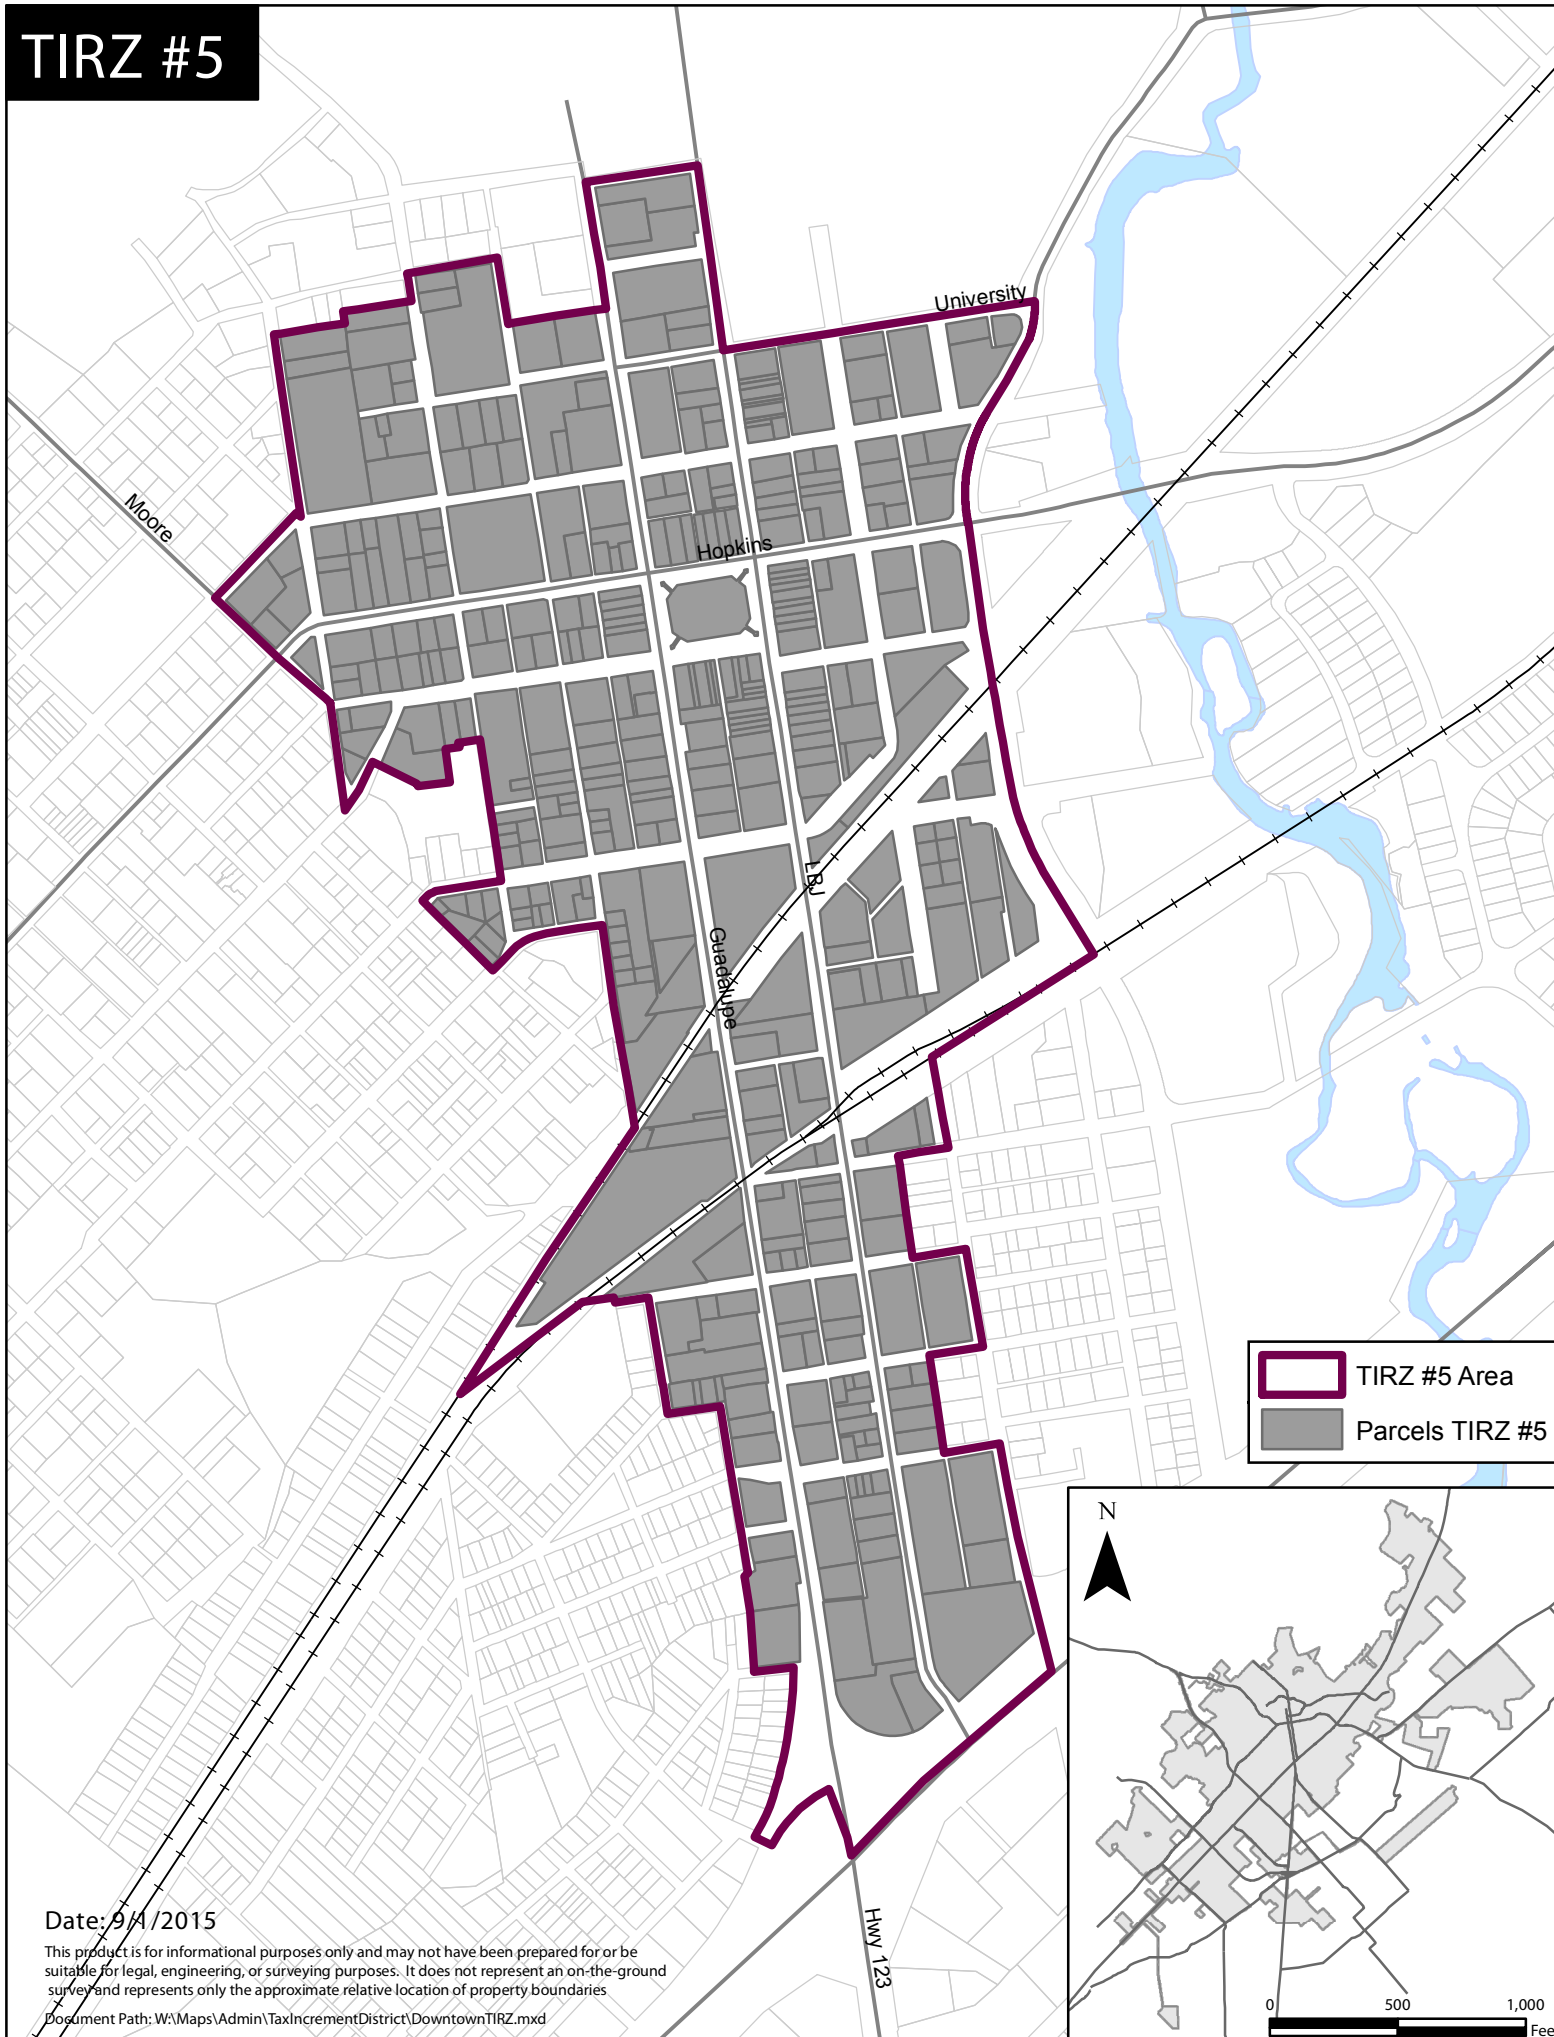 TIRZ #5
University
Moore
Hopkins
LBJ
Guadalupe
TIRZ #5 Area
Parcels TIRZ #5
N
Hwy 123
Date: 9/1/2015
This product is for informational purposes only and may not have been prepared for or be
suitable for legal, engineering, or surveying purposes. It does not represent an on-the-ground
survey and represents only the approximate relative location of property boundaries
Document Path: W:\Maps\Admin\TaxIncrementDistrict\DowntownTIRZ.mxd
0 500 1,000
Fee